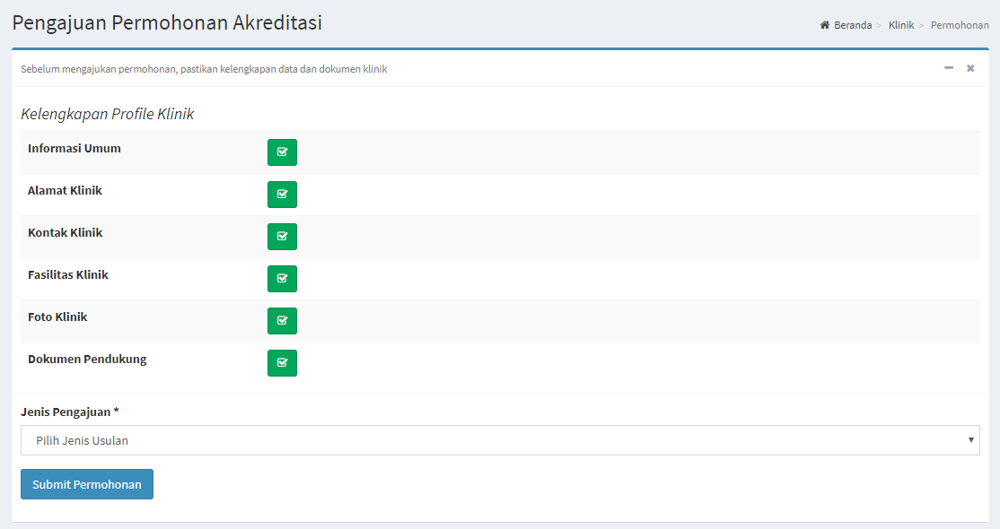 Pengajuan Permohonan Akreditasi
Beranda > Klinik > Permohonan
Sebelum mengajukan permohonan, pastikan kelengkapan data dan dokumen klinik
Kelengkapan Profile Klinik
Informasi Umum
Alamat Klinik
Kontak Klinik
Fasilitas Klinik
Foto Klinik
Dokumen Pendukung
Jenis Pengajuan *
Pilih Jenis Usulan
Submit Permohonan